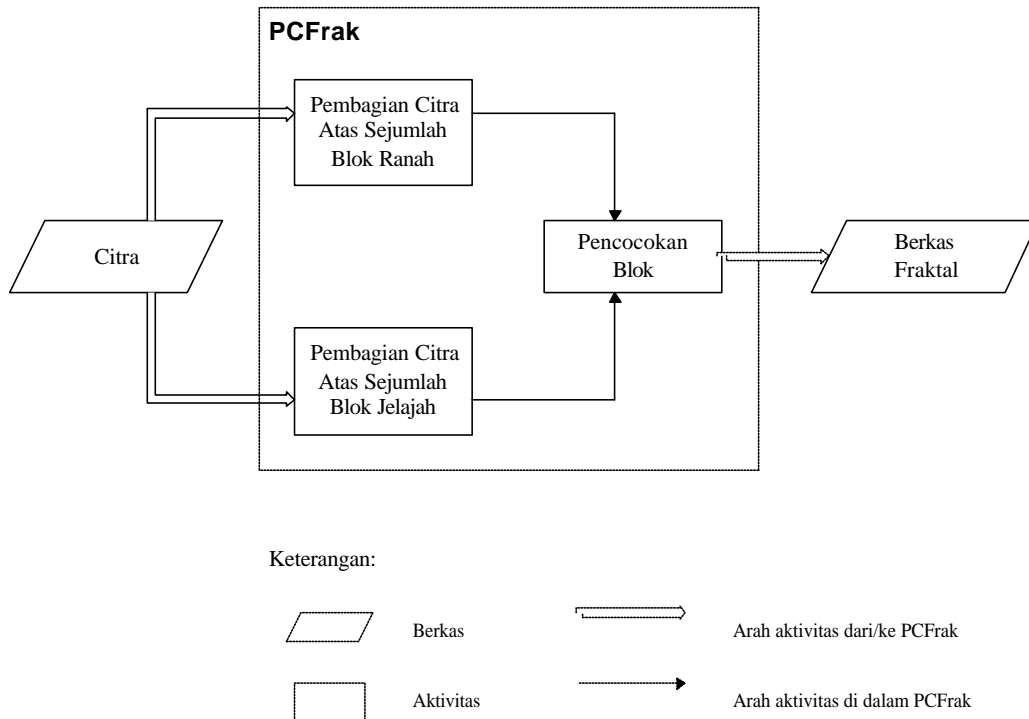 PCFrak
Pembagian Citra
Atas Sejumlah
Blok Ranah
Citra
Pencocokan
Blok
Berkas
Fraktal
Pembagian Citra
Atas Sejumlah
Blok Jelajah
Keterangan:
Berkas
Arah aktivitas dari/ke PCFrak
Aktivitas
Arah aktivitas di dalam PCFrak